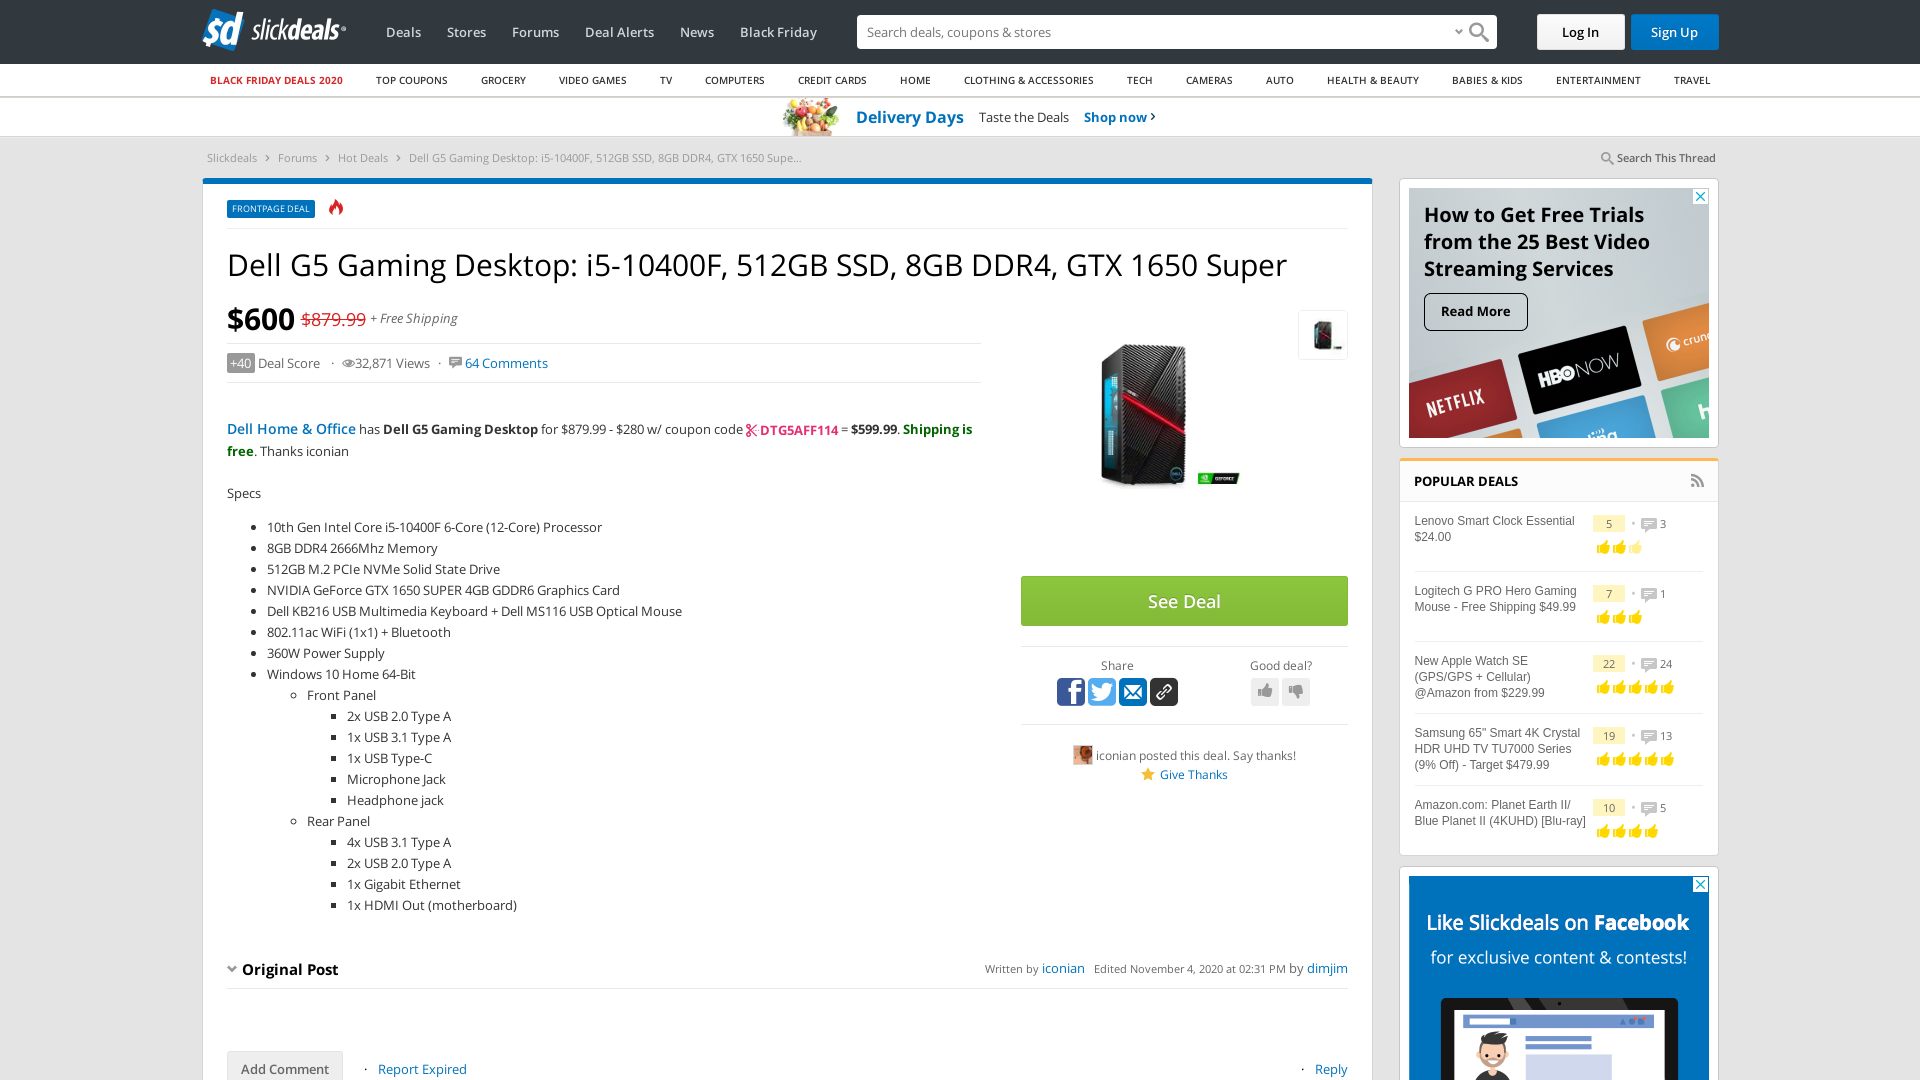 sd slickdeals
Deals Stores Forums Deal Alerts News Black Friday
Search deals, coupons & shops
Log In Sign Up
BLACK FRIDAY DEALS 2020 TOP COUPONS GROCERY VIDEO GAMES TV COMPUTERS CREDIT CARDS HOME CLOTHING & ACCESSORIES TECH CAMERAS AUTO HEALTH & BEAUTY BABIES & KIDS ENTERTAINMENT TRAVEL
Delivery Days Taste the Deals Shop now ›
Slickdeals › Forums › Hot Deals › Dell G5 Gaming Desktop: i5-10400F, 512GB SSD, 8GB DDR4, GTX 1650 Supe...
Search This Thread
FRONTPAGE DEAL
Dell G5 Gaming Desktop: i5-10400F, 512GB SSD, 8GB DDR4, GTX 1650 Super
$600 $879.99 + Free Shipping
+40 Deal Score · 32,871 Views · 64 Comments
Dell Home & Office has Dell G5 Gaming Desktop for $879.99 - $280 w/ coupon code DTG5AFF114 = $599.99. Shipping is
free. Thanks iconian
Specs
10th Gen Intel Core i5-10400F 6-Core (12-Core) Processor
8GB DDR4 2666Mhz Memory
512GB M.2 PCIe NVMe Solid State Drive
NVIDIA GeForce GTX 1650 SUPER 4GB GDDR6 Graphics Card
Dell KB216 USB Multimedia Keyboard + Dell MS116 USB Optical Mouse
802.11ac WiFi (1x1) + Bluetooth
360W Power Supply
Windows 10 Home 64-Bit
Front Panel
2x USB 2.0 Type A
1x USB 3.1 Type A
1x USB Type-C
Microphone Jack
Headphone jack
Rear Panel
4x USB 3.1 Type A
2x USB 2.0 Type A
1x Gigabit Ethernet
1x HDMI Out (motherboard)
GEFORCE
See Deal
Share
Good deal?
iconian posted this deal. Say thanks!
Give Thanks
Original Post
Written by iconian Edited November 4, 2020 at 02:31 PM by dimjim
Add Comment · Report Expired
· Reply
How to Get Free Trials
from the 25 Best Video
Streaming Services
Read More
crun
HBO NOW
NETFLIX
h
ling
POPULAR DEALS
Lenovo Smart Clock Essential
$24.00
5 · 3
Logitech G PRO Hero Gaming
Mouse - Free Shipping $49.99
7 · 1
New Apple Watch SE
(GPS/GPS + Cellular)
@Amazon from $229.99
22 · 24
Samsung 65" Smart 4K Crystal
HDR UHD TV TU7000 Series
(9% Off) - Target $479.99
19 · 13
Amazon.com: Planet Earth II/
Blue Planet II (4KUHD) [Blu-ray]
10 · 5
Like Slickdeals on Facebook
for exclusive content & contests!